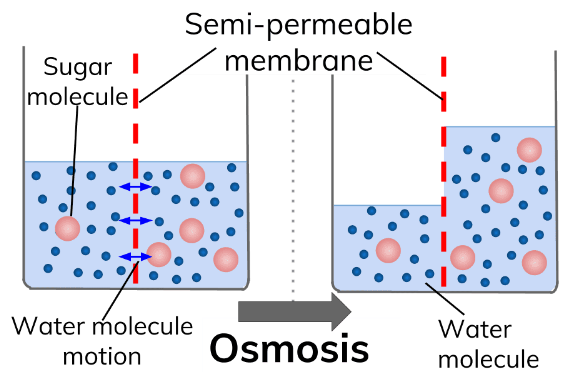 Semi-permeable
membrane
Sugar
molecule
Water molecule
motion
Osmosis
Water
molecule